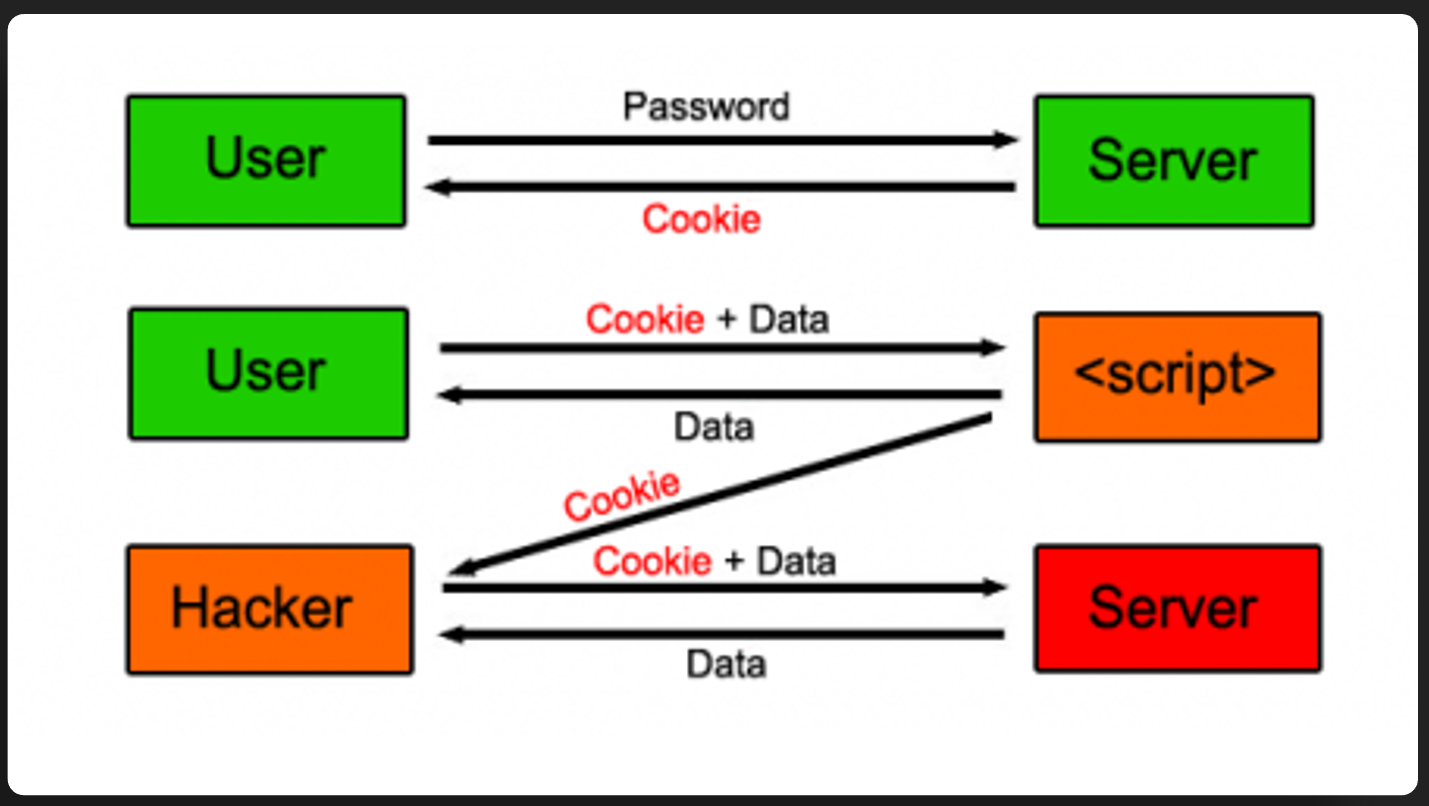 Password
User
Server
Cookie
Cookie + Data
User
<script>
Data
Cookie
Cookie + Data
Hacker
Server
Data